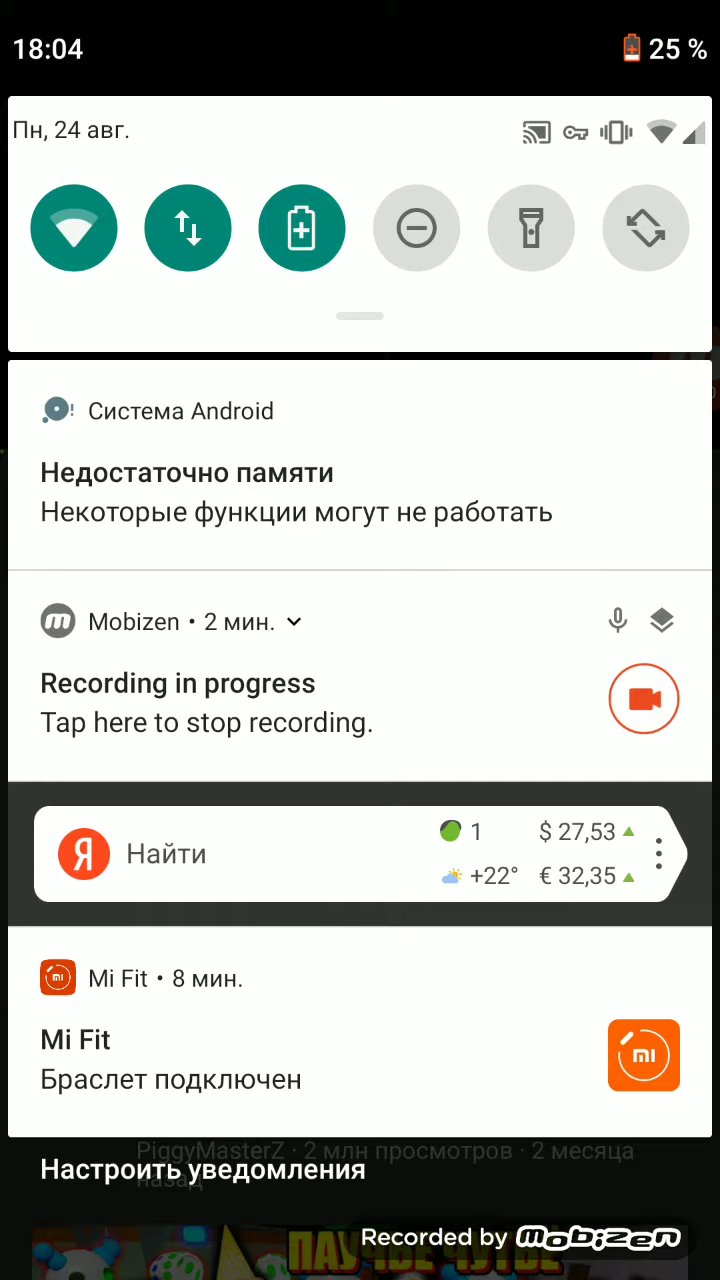 18:04 25 %
Пн, 24 авг.
Система Android
Недостаточно памяти
Некоторые функции могут не работать
Mobizen • 2 мин.
Recording in progress
Tap here to stop recording.
Я Найти 1 $ 27,53
+22° € 32,35
Mi Fit • 8 мин.
Mi Fit
Браслет подключен
PiggyMasterZ · 2 млн просмотров · 2 месяца
назад
Настроить уведомления
ПАУЧЬЕ ЧУТЬЁ
Recorded by mobizen